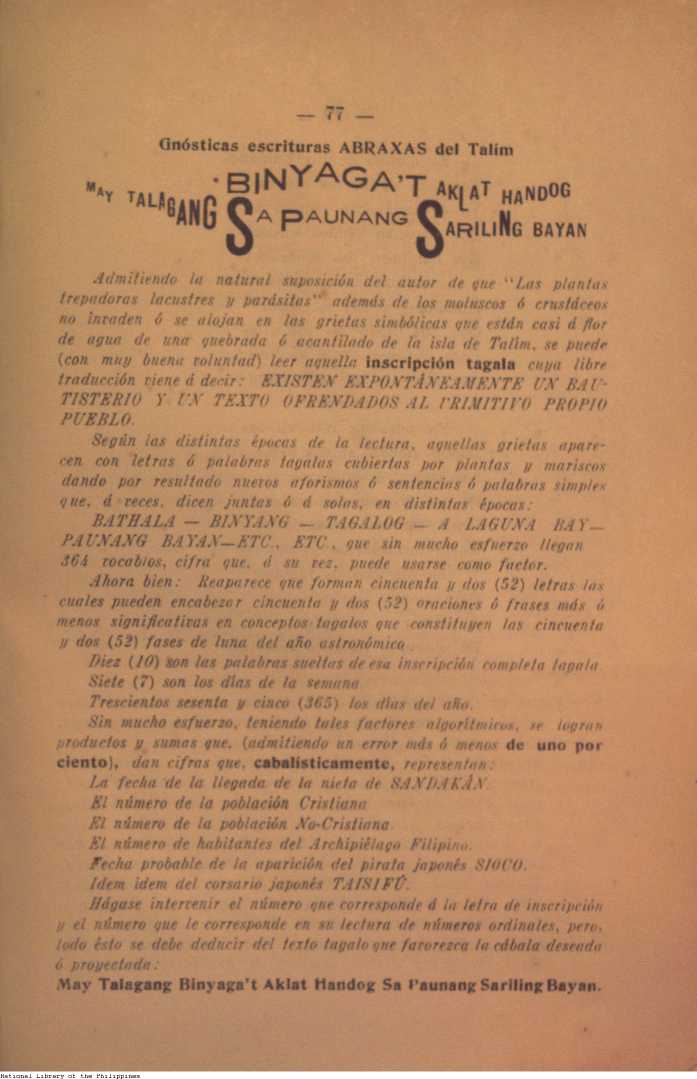 — 77 —
Gnósticas escrituras ABRAXAS del Talím
MAY TALAGANG BINYAGA'T AKLAT HANDOG
SA PAUNANG SARILING BAYAN
Admitiendo la natural suposición del autor de que "Las plantas
trepadoras lacustres y parásitas" además de los moluscos ó crustáceos
no invaden ó se alojan en las grietas simbólicas que están casi á flor
de agua de una quebrada ó acantilado de la isla de Talím, se puede
(con muy buena voluntad) leer aquella inscripción tagala cuya libre
traducción viene á decir: EXISTEN EXPONTÁNEAMENTE UN BAU-
TISTERIO Y UN TEXTO OFRENDADOS AL PRIMITIVO PROPIO
PUEBLO.
Según las distintas épocas de la lectura, aquellas grietas apare-
cen con letras ó palabras tagalas cubiertas por plantas y mariscos
dando por resultado nuevos aforismos ó sentencias ó palabras simples
que, á veces, dicen juntas ó á solas, en distintas épocas:
BATHALA — BINYANG — TAGALOG — A LAGUNA BAY—
PAUNANG BAYAN—ETC., ETC., que sin mucho esfuerzo llegan
364 vocablos, cifra que, á su vez, puede usarse como factor.
Ahora bien: Reaparece que forman cincuenta y dos (52) letras las
cuales pueden encabezar cincuenta y dos (52) oraciones ó frases más ó
menos significativas en conceptos tagalos que constituyen las cincuenta
y dos (52) fases de luna del año astronómico.
Diez (10) son las palabras sueltas de esa inscripción completa tagala
Siete (7) son los días de la semana
Trescientos sesenta y cinco (365) los días del año.
Sin mucho esfuerzo, teniendo tales factores algorítmicos, se logran
productos y sumas que, (admitiendo un error más ó menos de uno por
ciento), dan cifras que, cabalísticamente, representan:
La fecha de la llegada de la nieta de SANDAKÁN.
El número de la población Cristiana
El número de la población No-Cristiana
El número de habitantes del Archipiélago Filipino.
Fecha probable de la aparición del pirata japonés SIOCO.
Idem idem del corsario japonés TAISIFÚ.
Hágase intervenir el número que corresponde á la letra de inscripción
y el número que le corresponde en su lectura de números ordinales, pero,
todo ésto se debe deducir del texto tagalo que favorezca la cábala deseada
ó proyectada:
May Talagang Binyaga't Aklat Handog Sa Paunang Sariling Bayan.
National Library of the Philippines